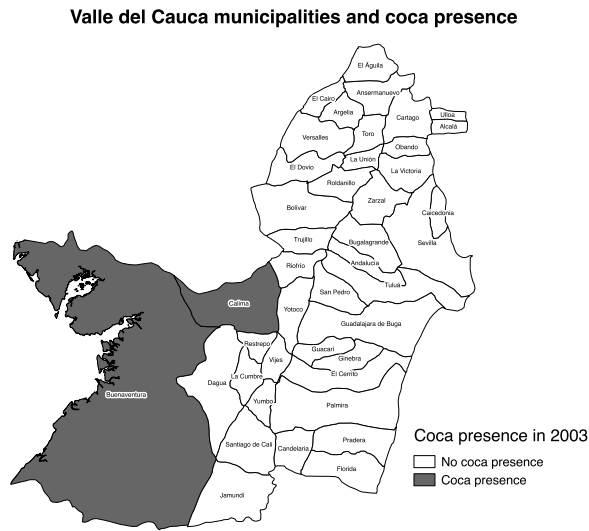 Valle del Cauca municipalities and coca presence
El Águila
Ansermanuevo
El Cairo
Argelia
Cartago
Ulloa
Alcalá
Versalles
Toro
Obando
La Unión
El Dovio
La Victoria
Roldanillo
Zarzal
Bolívar
Caicedonia
Trujillo
Bugalagrande
Sevilla
Riofrío
Andalucía
Tuluá
San Pedro
Calima
Yotoco
Guadalajara de Buga
Restrepo
Guacarí
Ginebra
Vijes
El Cerrito
La Cumbre
Dagua
Buenaventura
Yumbo
Palmira
Santiago de Cali
Candelaria
Pradera
Florida
Jamundí
Coca presence in 2003
No coca presence
Coca presence